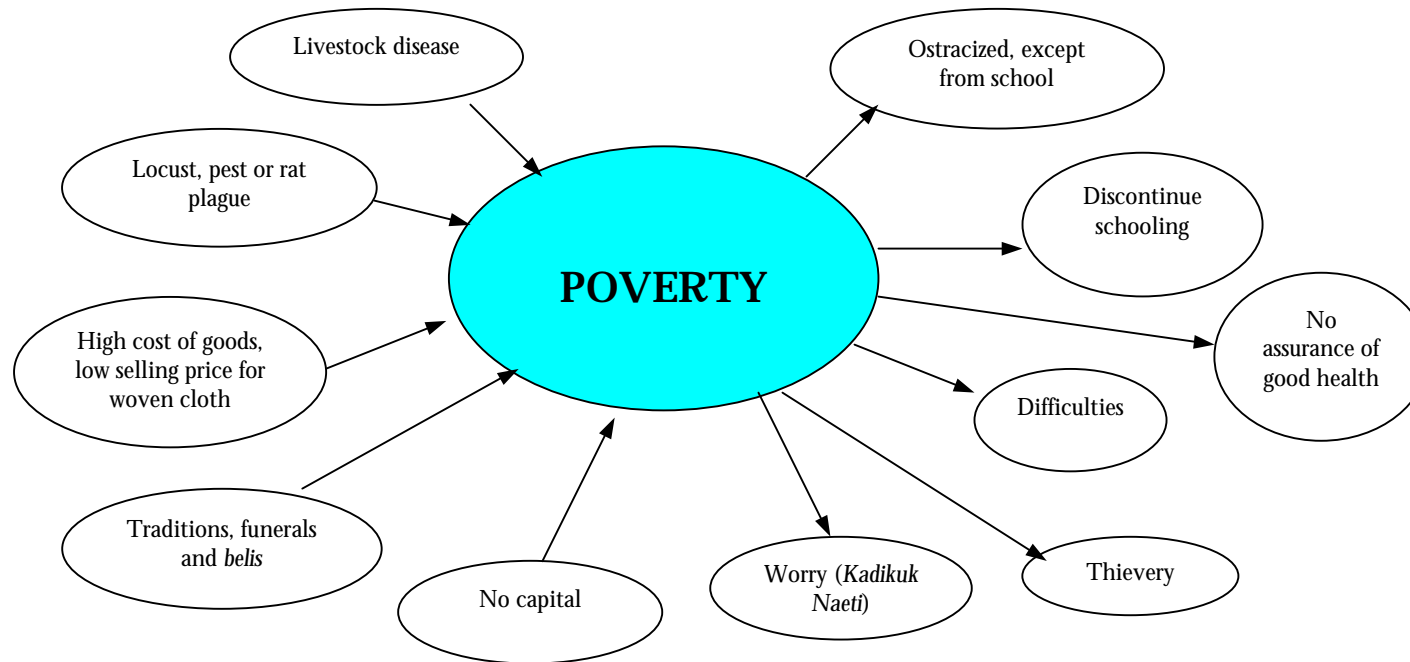 Livestock disease
Ostracized, except
from school
Locust, pest or rat
plague
Discontinue
schooling
POVERTY
High cost of goods,
low selling price for
woven cloth
No
assurance of
good health
Difficulties
Traditions, funerals
and belis
No capital
Worry (Kadikuk
Naeti)
Thievery